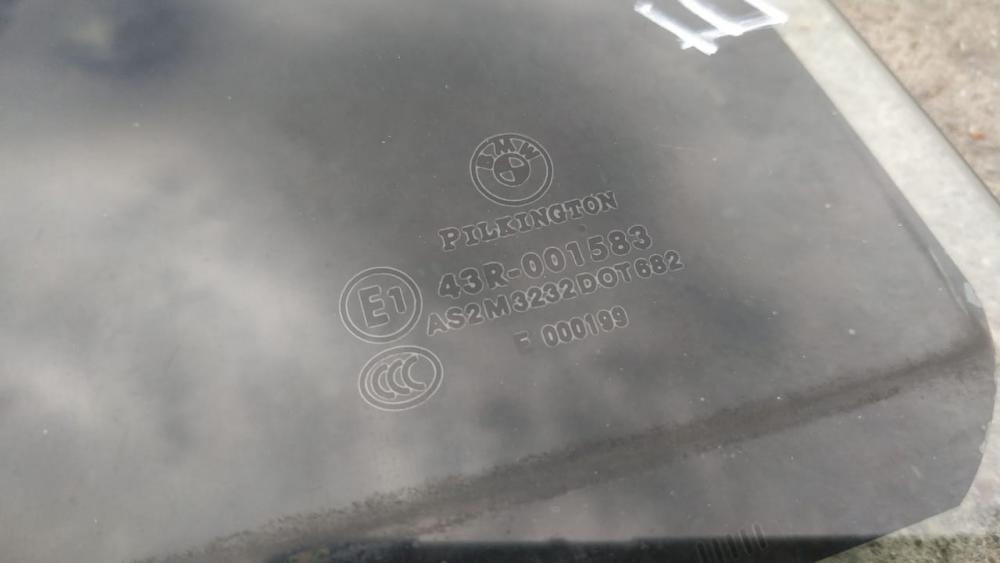 BMW
PILKINGTON
E1
43R-001583
AS2M3232DOT682
E 000199
CCC